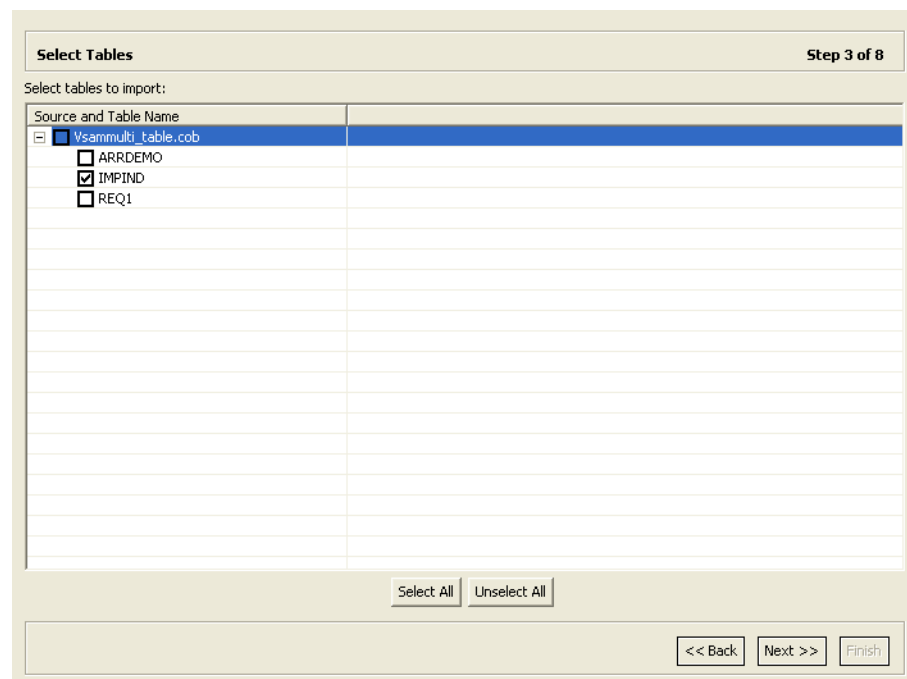 Select Tables Step 3 of 8
Select tables to import:
Source and Table Name
Vsammulti_table.cob
ARRDEMO
IMPIND
REQ1
Select All Unselect All
<< Back Next >> Finish